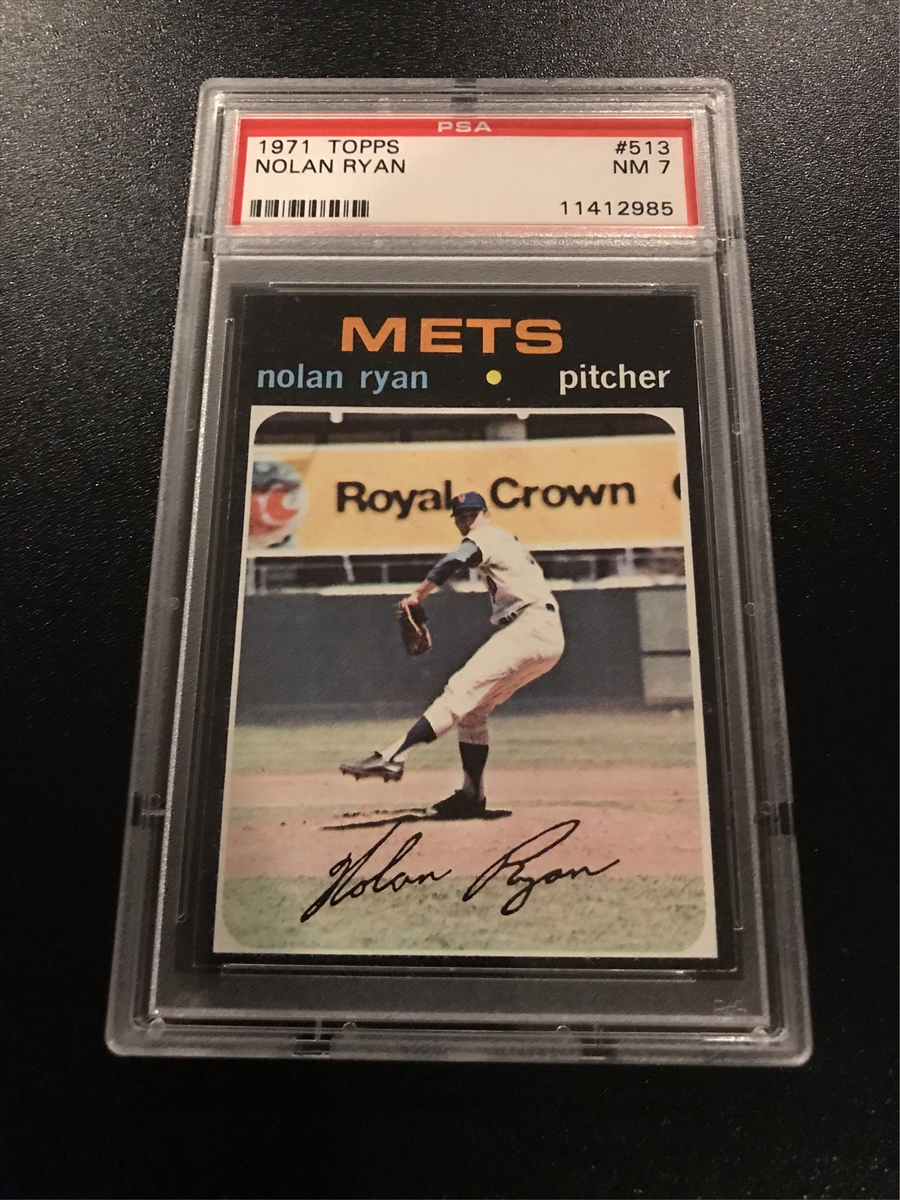 PSA
1971 TOPPS #513
NOLAN RYAN NM 7
11412985
METS
nolan ryan pitcher
Royal Crown
Nolan Ryan